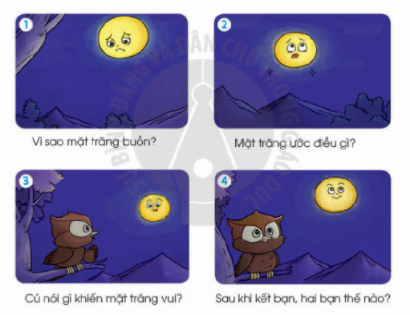 1
2
Vì sao mặt trăng buồn?
Mặt trăng ước điều gì?
3
4
Cú nói gì khiến mặt trăng vui?
Sau khi kết bạn, hai bạn thế nào?